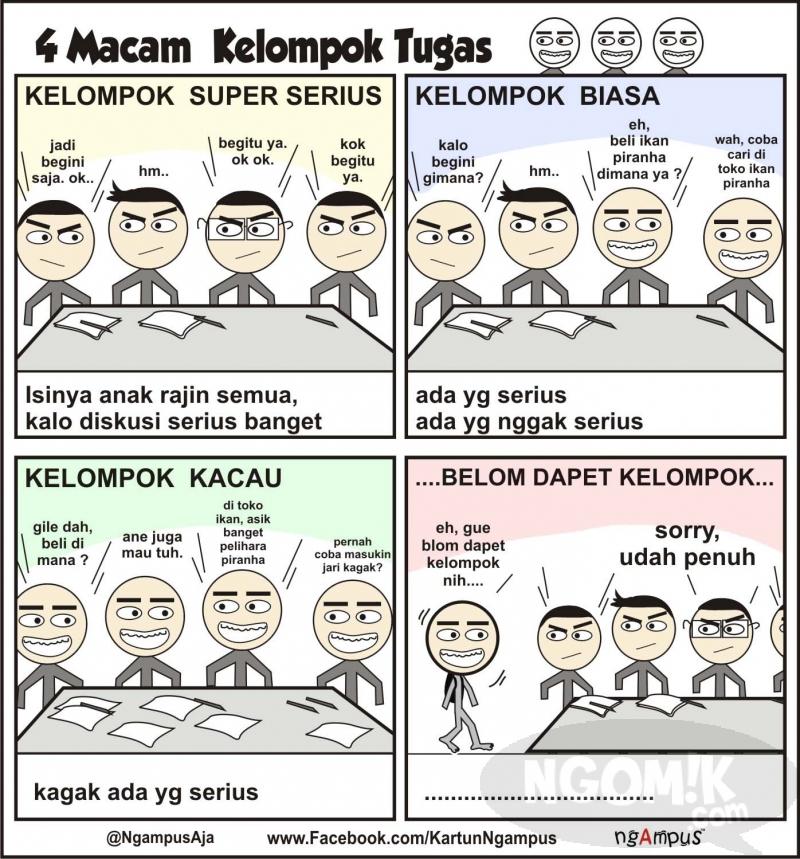 4 Macam Kelompok Tugas
KELOMPOK SUPER SERIUS
jadi
begini
saja. ok..
hm..
begitu ya.
ok ok.
kok
begitu
ya.
Isinya anak rajin semua,
kalo diskusi serius banget
KELOMPOK BIASA
kalo
begini
gimana?
hm..
eh,
beli ikan
piranha
dimana ya ?
wah, coba
cari di
toko ikan
piranha
ada yg serius
ada yg nggak serius
KELOMPOK KACAU
gile dah,
beli di
mana ?
ane juga
mau tuh.
di toko
ikan, asik
banget
pelihara
piranha
pernah
coba masukin
jari kagak?
kagak ada yg serius
....BELOM DAPET KELOMPOK...
eh, gue
blom dapet
kelompok
nih....
sorry,
udah penuh
.................................
NGOM!K
.com
@NgampusAja
www.Facebook.com/KartunNgampus
ngAmpus